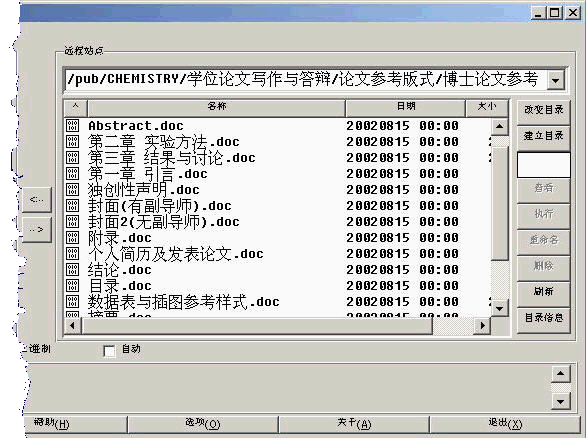 远程站点
/pub/CHEMISTRY/学位论文写作与答辩/论文参考版式/博士论文参考
^ 名称 日期 大小
改变目录
Abstract.doc 20020815 00:00
第二章 实验方法.doc 20020815 00:00
建立目录
第三章 结果与讨论.doc 20020815 00:00
第一章 引言.doc 20020815 00:00
独创性声明.doc 20020815 00:00
查看
<:--
封面(有副导师).doc 20020815 00:00
执行
封面2(无副导师).doc 20020815 00:00
-->
附录.doc 20020815 00:00
重命名
个人简历及发表论文.doc 20020815 00:00
结论.doc 20020815 00:00
删除
目录.doc 20020815 00:00
刷新
数据表与插图参考样式.doc 20020815 00:00
摘要.doc 20020815 00:00
目录信息
进制 自动
帮助(H) 选项(O) 关于(A) 退出(X)